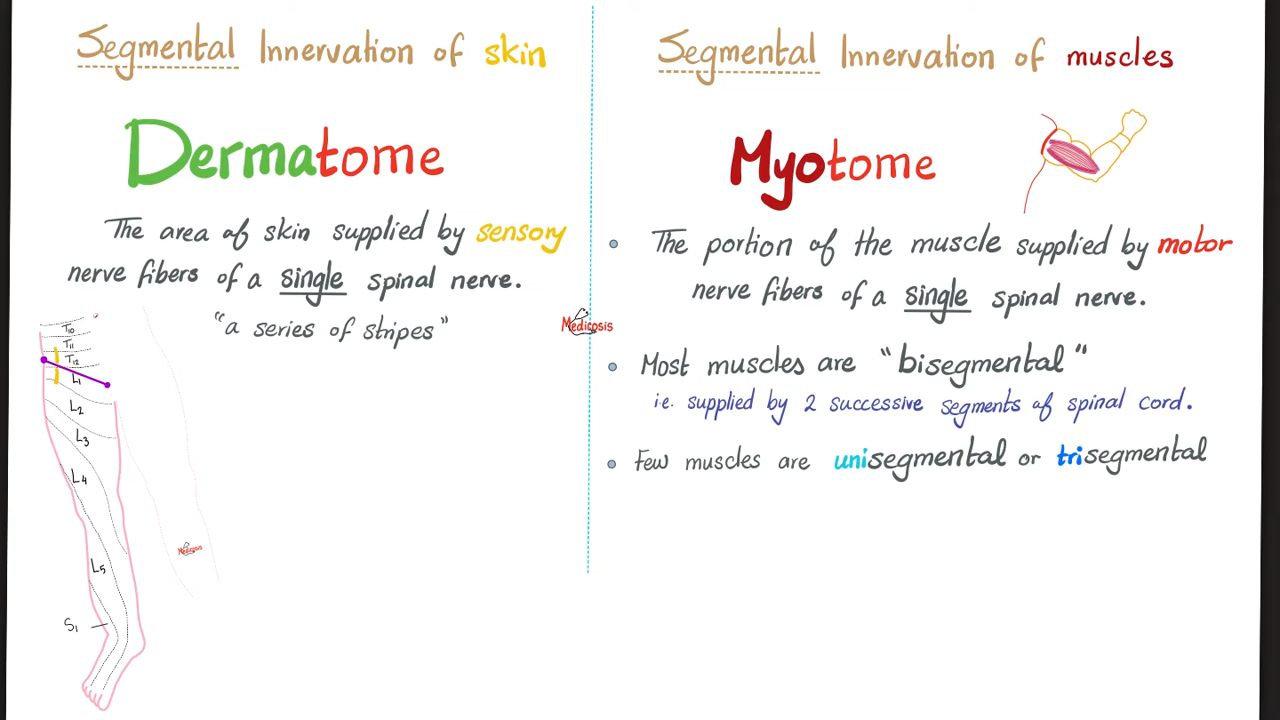 Segmental Innervation of skin
Dermatome
The area of skin supplied by sensory
nerve fibers of a single spinal nerve.
"a series of stripes"
T10
T11
T12
L1
L2
L3
L4
L5
S1
Medicosis
Medicosis
Segmental Innervation of muscles
Myotome
The portion of the muscle supplied by motor
nerve fibers of a single spinal nerve.
Most muscles are "bisegmental"
i.e. supplied by 2 successive segments of spinal cord.
Few muscles are unisegmental or trisegmental